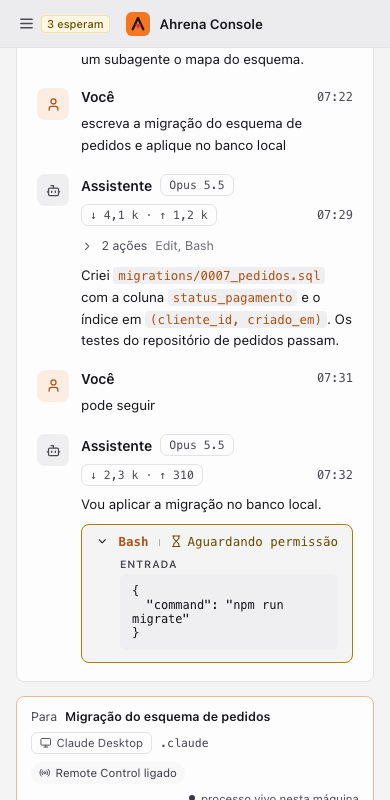 3 esperam
Ahrena Console
um subagente o mapa do esquema.
Você
07:22
escreva a migração do esquema de
pedidos e aplique no banco local
Assistente
Opus 5.5
↓ 4,1 k · ↑ 1,2 k
07:29
2 ações Edit, Bash
Criei migrations/0007_pedidos.sql
com a coluna status_pagamento e o
índice em (cliente_id, criado_em). Os
testes do repositório de pedidos passam.
Você
07:31
pode seguir
Assistente
Opus 5.5
↓ 2,3 k · ↑ 310
07:32
Vou aplicar a migração no banco local.
Bash
Aguardando permissão
ENTRADA
{
"command": "npm run
migrate"
}
Para Migração do esquema de pedidos
Claude Desktop
.claude
Remote Control ligado
processo vivo nesta máquina